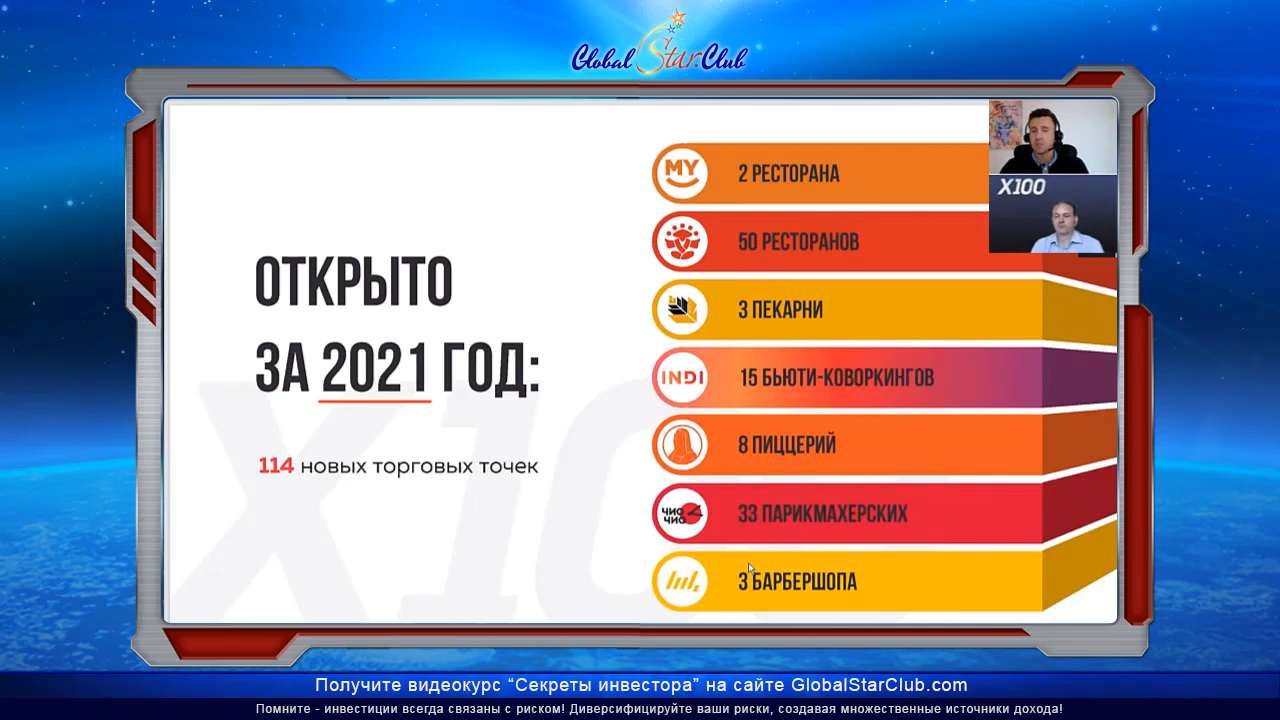 Global Star.Club
ОТКРЫТО
ЗА 2021 ГОД:
114 новых торговых точек
MY
2 РЕСТОРАНА
50 РЕСТОРАНОВ
3 ПЕКАРНИ
INDI
15 БЬЮТИ-КОВОРКИНГОВ
8 ПИЦЦЕРИЙ
ЧИО
ЧИО
33 ПАРИКМАХЕРСКИХ
3 БАРБЕРШОПА
X100
X100
Получите видеокурс “Секреты инвестора” на сайте GlobalStarClub.com
Помните - инвестиции всегда связаны с риском! Диверсифицируйте ваши риски, создавая множественные источники дохода!